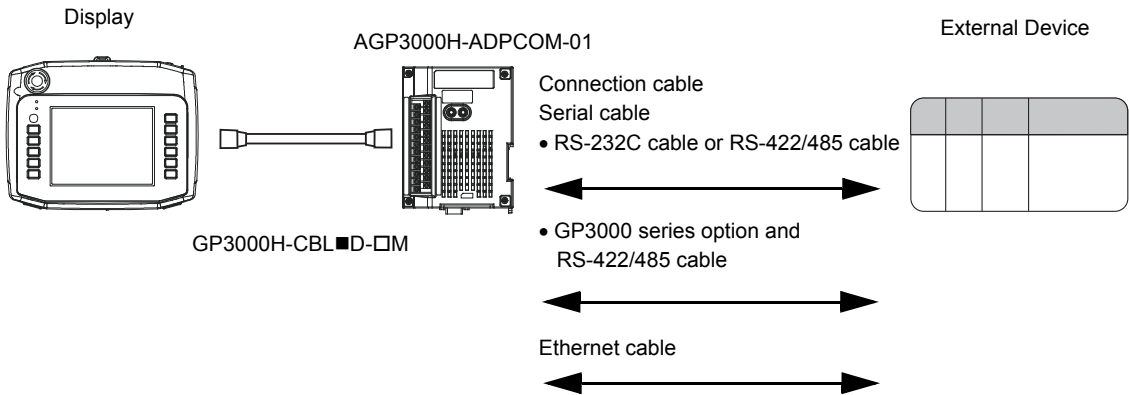 Display
AGP3000H-ADPCOM-01
External Device
Connection cable
Serial cable
• RS-232C cable or RS-422/485 cable
GP3000H-CBL■D-□M
• GP3000 series option and
RS-422/485 cable
Ethernet cable